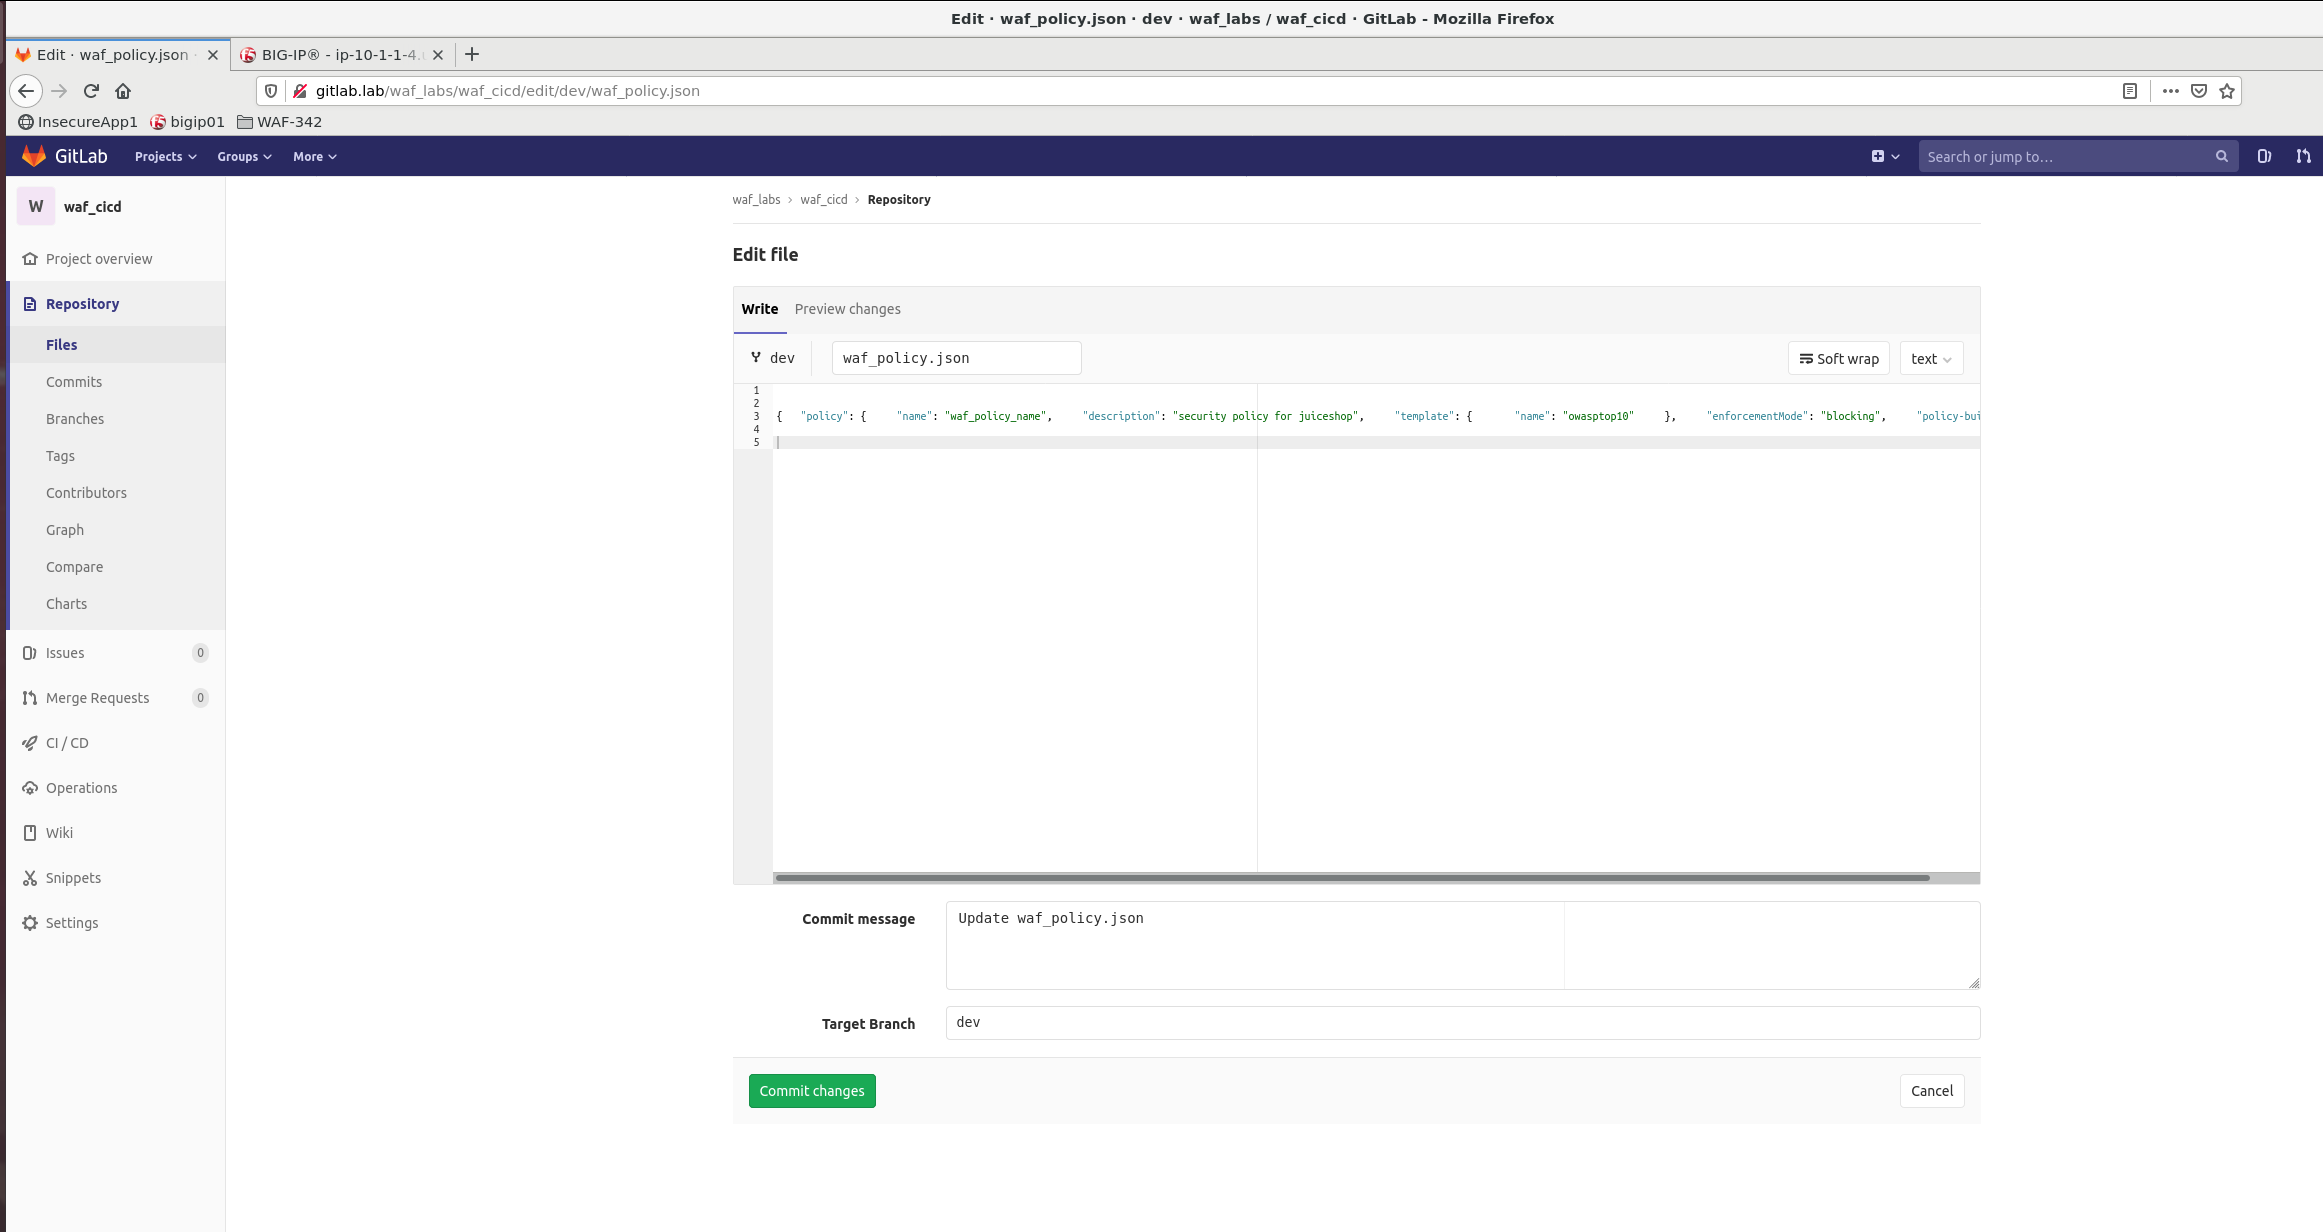 Edit · waf_policy.json · dev · waf_labs / waf_cicd · GitLab - Mozilla Firefox
Edit · waf_policy.json · BIG-IP® - ip-10-1-1-4.
gitlab.lab/waf_labs/waf_cicd/edit/dev/waf_policy.json
InsecureApp1 bigip01 WAF-342
GitLab Projects Groups More Search or jump to...
W waf_cicd
Project overview
Repository
Files
Commits
Branches
Tags
Contributors
Graph
Compare
Charts
Issues 0
Merge Requests 0
CI / CD
Operations
Wiki
Snippets
Settings
waf_labs › waf_cicd › Repository
Edit file
Write Preview changes
dev waf_policy.json Soft wrap text
1
2
3 { "policy": { "name": "waf_policy_name", "description": "security policy for juiceshop", "template": { "name": "owasptop10" }, "enforcementMode": "blocking", "policy-bui
4
5
Commit message Update waf_policy.json
Target Branch dev
Commit changes Cancel